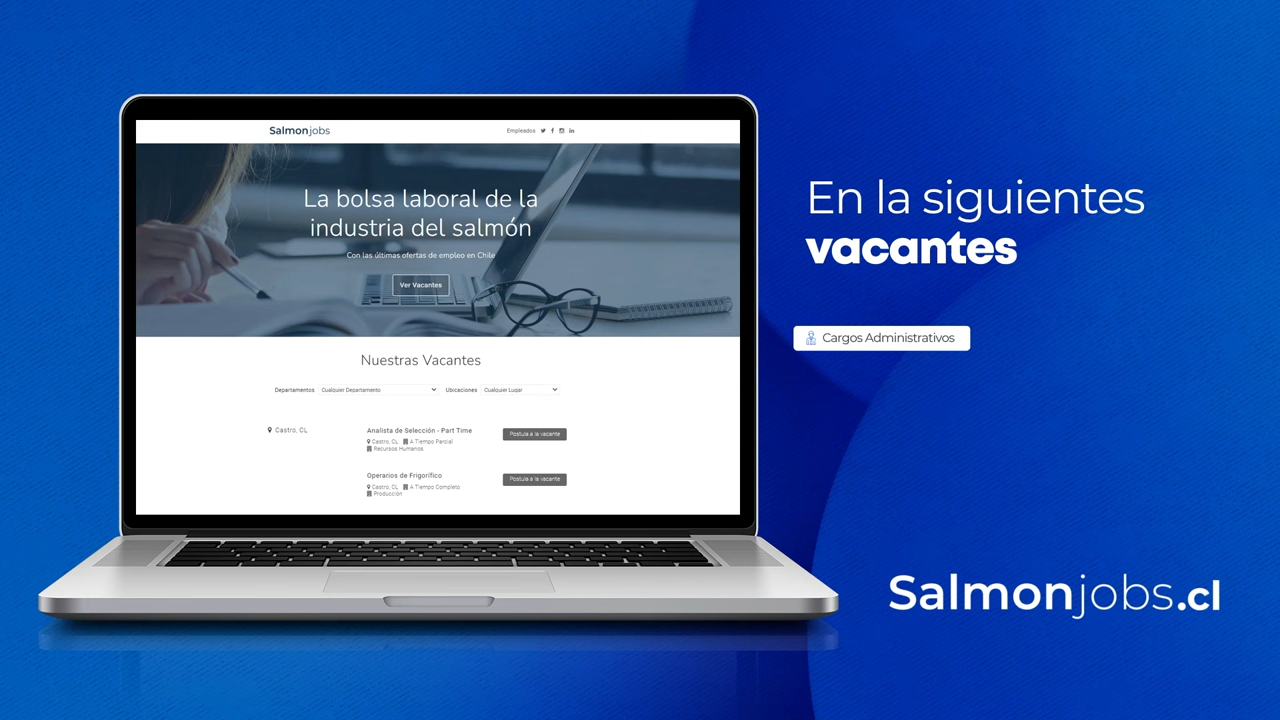 Salmonjobs
Empleados
La bolsa laboral de la
industria del salmón
Con las últimas ofertas de empleo en Chile
Ver Vacantes
Nuestras Vacantes
Departamentos Cualquier Departamento Ubicaciones Cualquier Lugar
Castro, CL
Analista de Selección - Part Time
Castro, CL A Tiempo Parcial
Recursos Humanos
Postula a la vacante
Operarios de Frigorífico
Castro, CL A Tiempo Completo
Producción
Postula a la vacante
En la siguientes
vacantes
Cargos Administrativos
Salmonjobs.cl